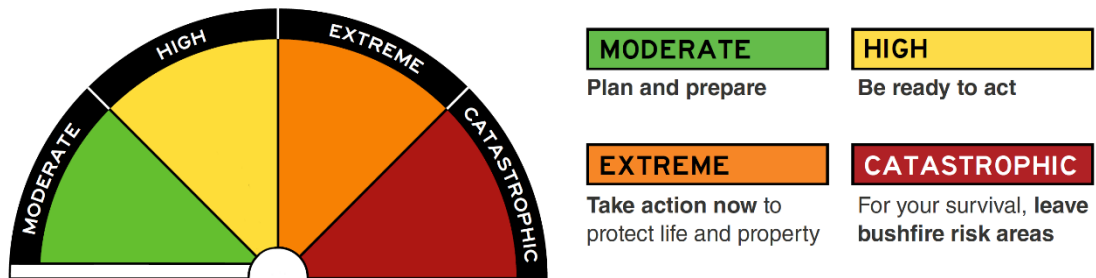 MODERATE
HIGH
EXTREME
CATASTROPHIC
MODERATE
Plan and prepare
HIGH
Be ready to act
EXTREME
Take action now to
protect life and property
CATASTROPHIC
For your survival, leave
bushfire risk areas